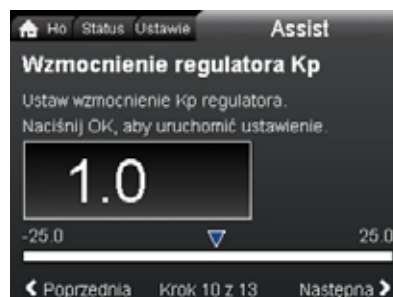 Ho Status Ustawie Assist
Wzmocnienie regulatora Kp
Ustaw wzmocnienie Kp regulatora.
Naciśnij OK, aby uruchomić ustawienie.
1.0
-25.0 25.0
Poprzednia Krok 10 z 13 Następna